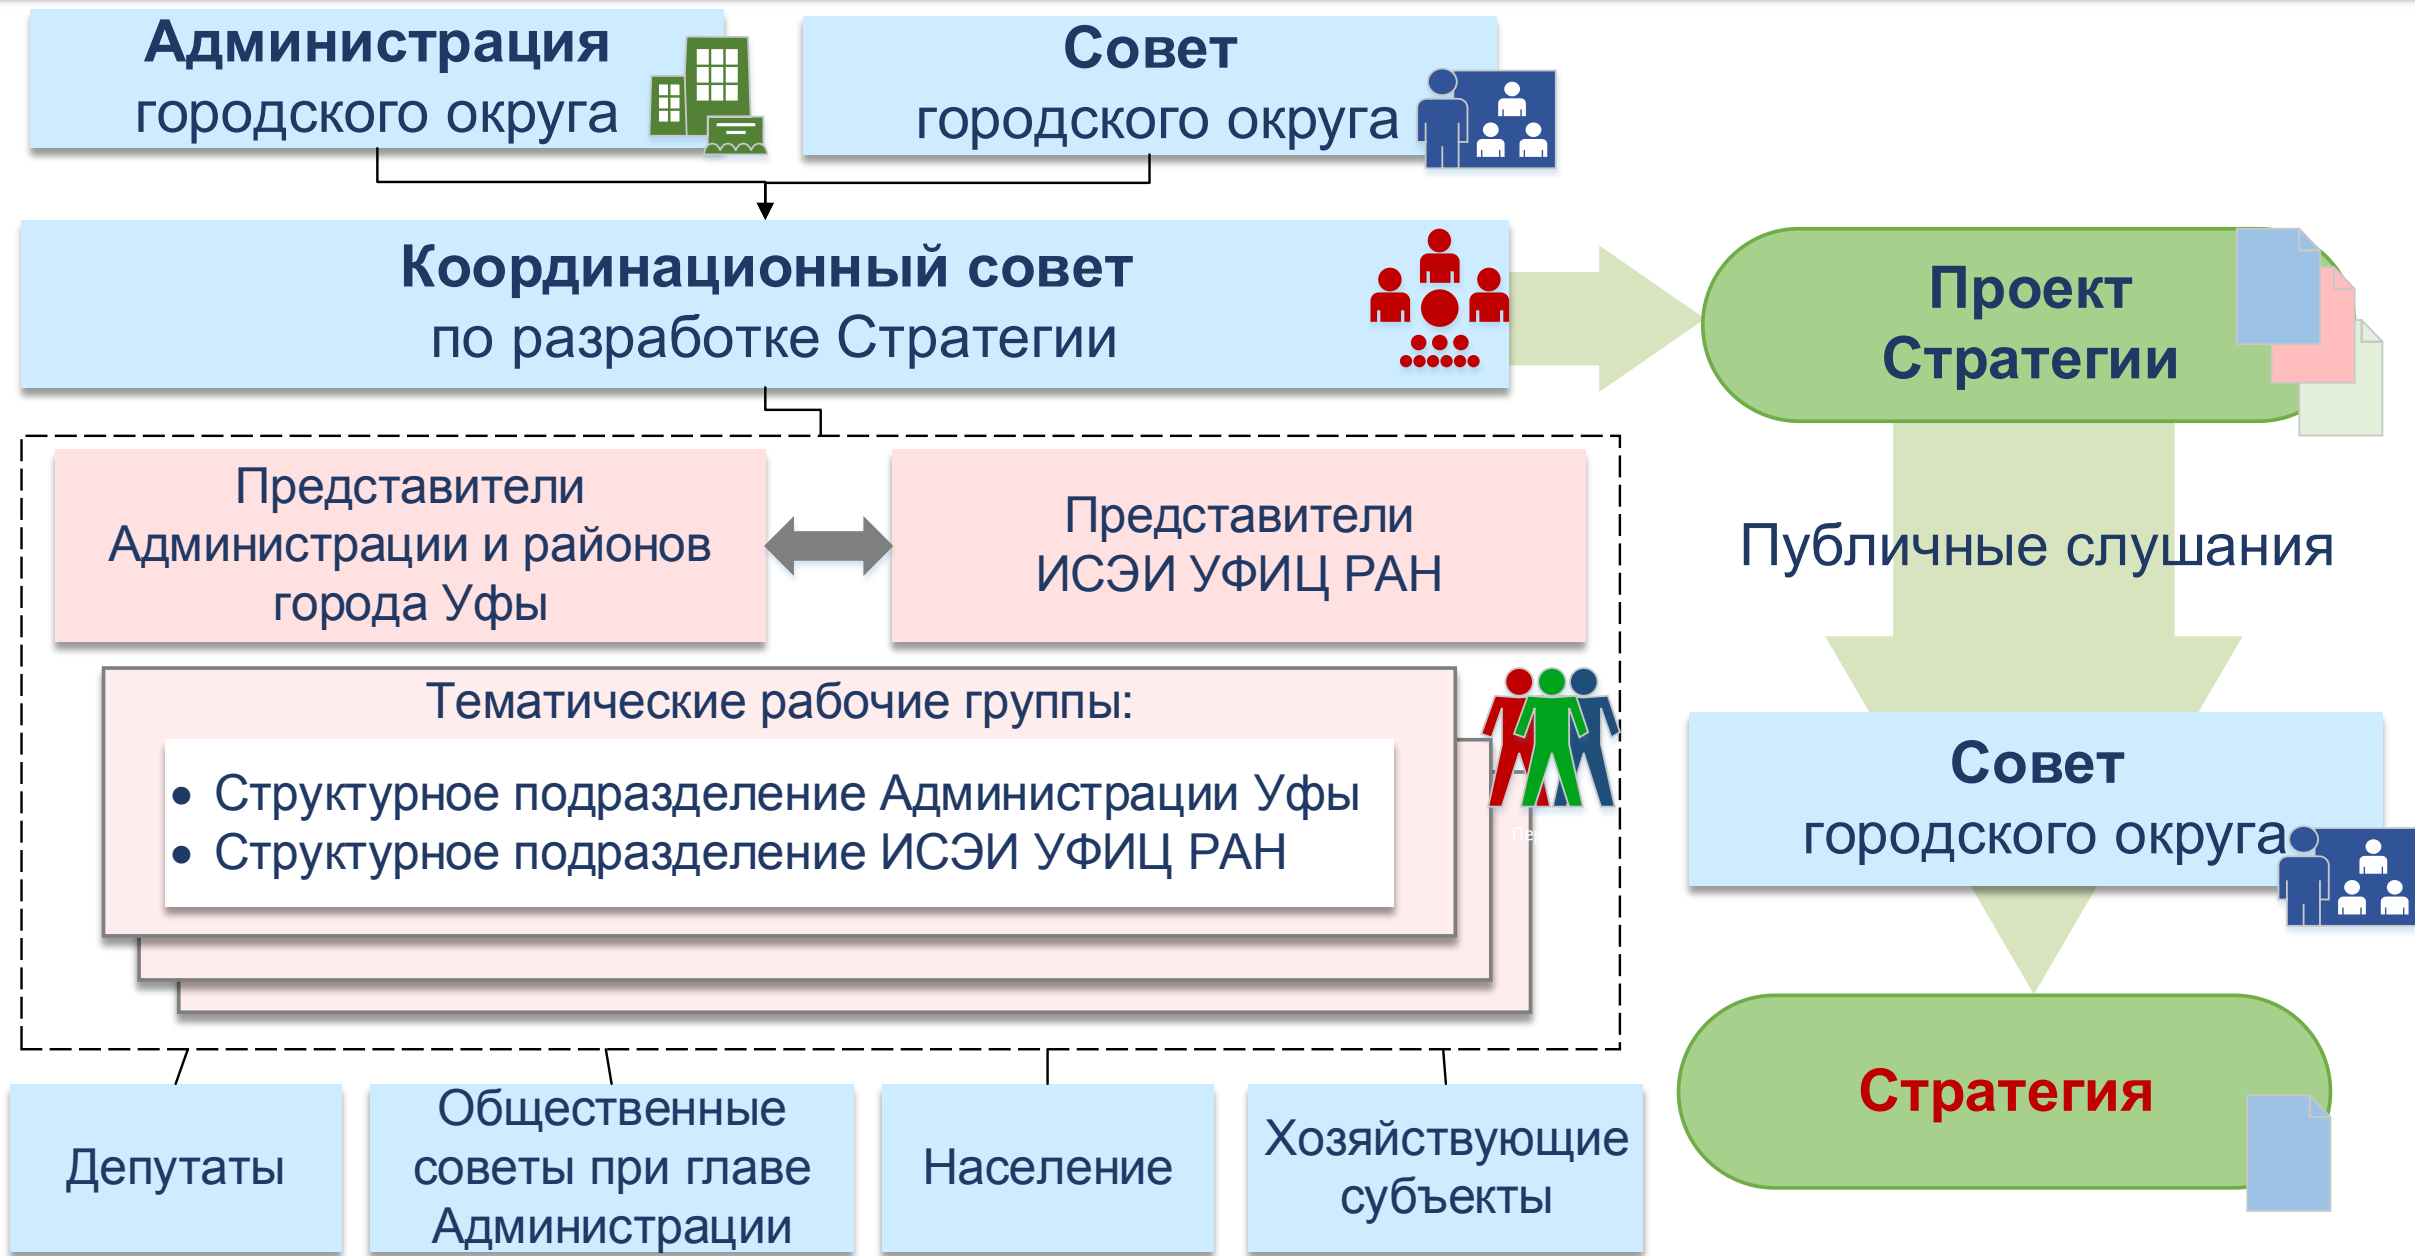 Администрация
городского округа
Совет
городского округа
Координационный совет
по разработке Стратегии
Проект
Стратегии
Представители
Администрации и районов
города Уфы
Представители
ИСЭИ УФИЦ РАН
Публичные слушания
Тематические рабочие группы:
• Структурное подразделение Администрации Уфы
• Структурное подразделение ИСЭИ УФИЦ РАН
Совет
городского округа
Стратегия
Депутаты
Общественные
советы при главе
Администрации
Население
Хозяйствующие
субъекты